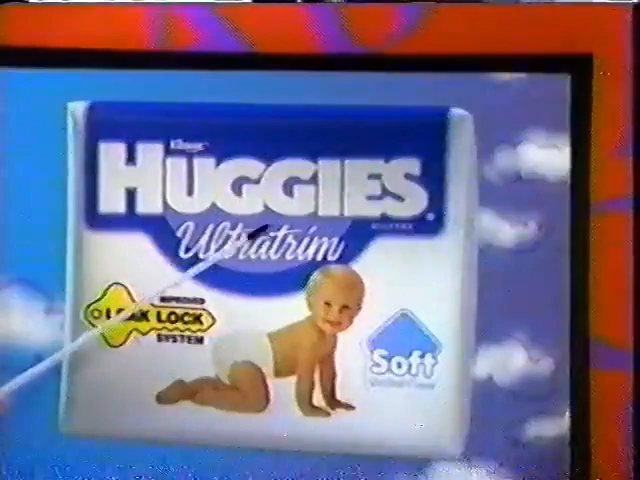 Kleenex
HUGGIES
Ultratrim
IMPROVED
LEAK LOCK
SYSTEM
Soft